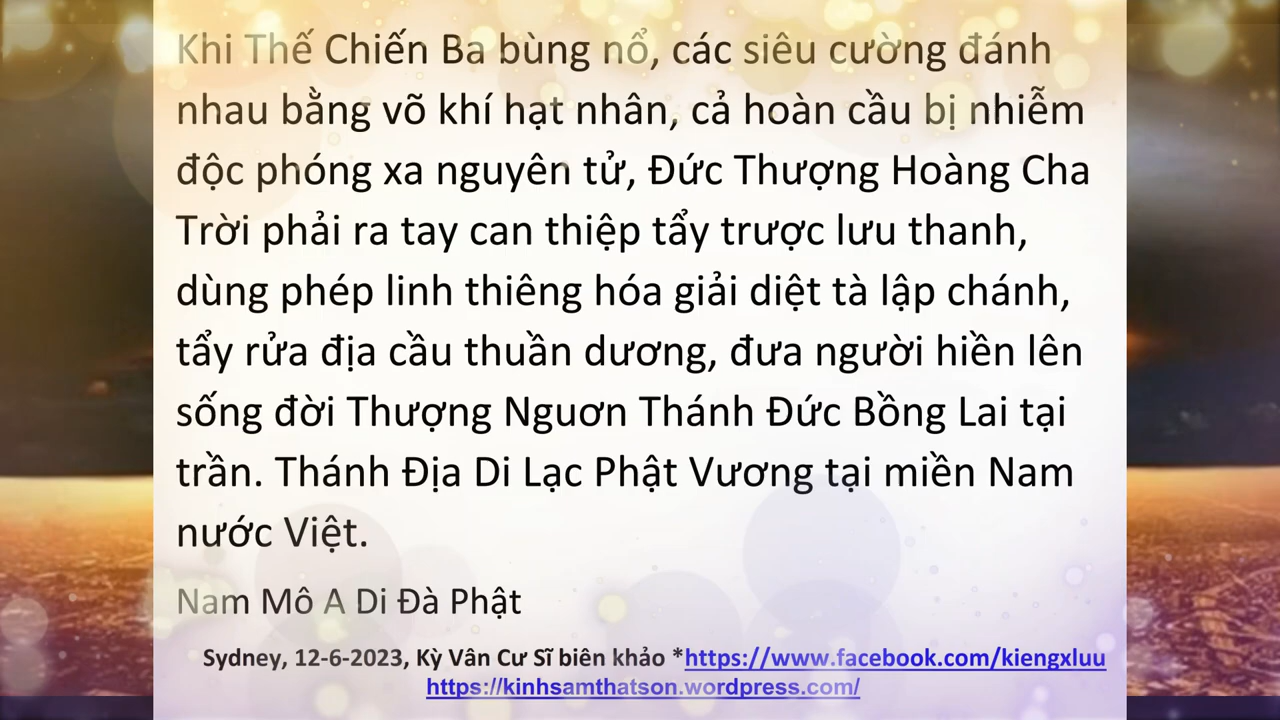 Khi Thế Chiến Ba bùng nổ, các siêu cường đánh
nhau bằng võ khí hạt nhân, cả hoàn cầu bị nhiễm
độc phóng xa nguyên tử, Đức Thượng Hoàng Cha
Trời phải ra tay can thiệp tẩy trược lưu thanh,
dùng phép linh thiêng hóa giải diệt tà lập chánh,
tẩy rửa địa cầu thuần dương, đưa người hiền lên
sống đời Thượng Nguơn Thánh Đức Bồng Lai tại
trần. Thánh Địa Di Lạc Phật Vương tại miền Nam
nước Việt.
Nam Mô A Di Đà Phật
Sydney, 12-6-2023, Kỳ Vân Cư Sĩ biên khảo *https://www.facebook.com/kiengxluu
https://kinhsamthatson.wordpress.com/